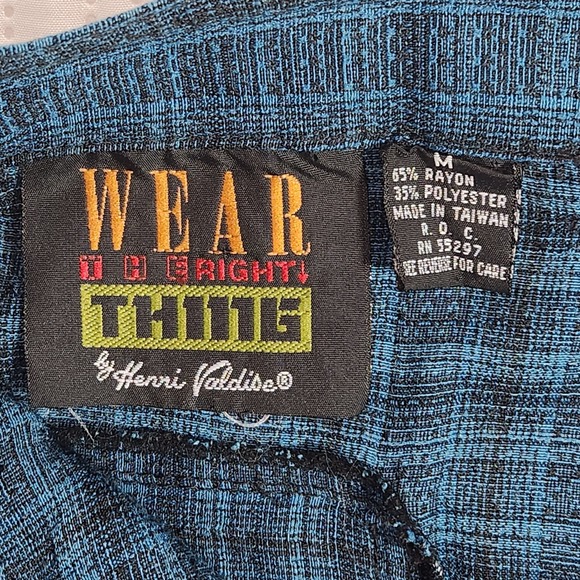 WEAR
THE RIGHT
THING
by Henri Valdise®
M
65% RAYON
35% POLYESTER
MADE IN TAIWAN
R. O. C.
RN 55297
SEE REVERSE FOR CARE